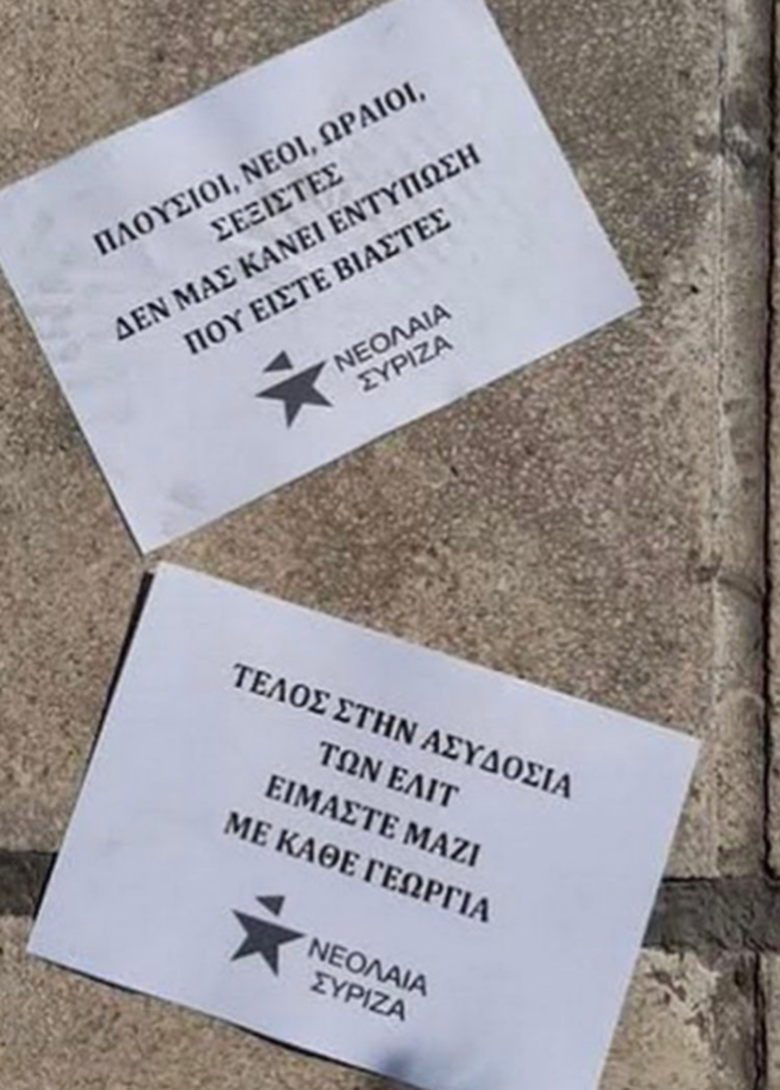 ΠΛΟΥΣΙΟΙ, ΝΕΟΙ, ΩΡΑΙΟΙ,
ΣΕΞΙΣΤΕΣ
ΔΕΝ ΜΑΣ ΚΑΝΕΙ ΕΝΤΥΠΩΣΗ
ΠΟΥ ΕΙΣΤΕ ΒΙΑΣΤΕΣ
ΝΕΟΛΑΙΑ
ΣΥΡΙΖΑ
ΤΕΛΟΣ ΣΤΗΝ ΑΣΥΔΟΣΙΑ
ΤΩΝ ΕΛΙΤ
ΕΙΜΑΣΤΕ ΜΑΖΙ
ΜΕ ΚΑΘΕ ΓΕΩΡΓΙΑ
ΝΕΟΛΑΙΑ
ΣΥΡΙΖΑ